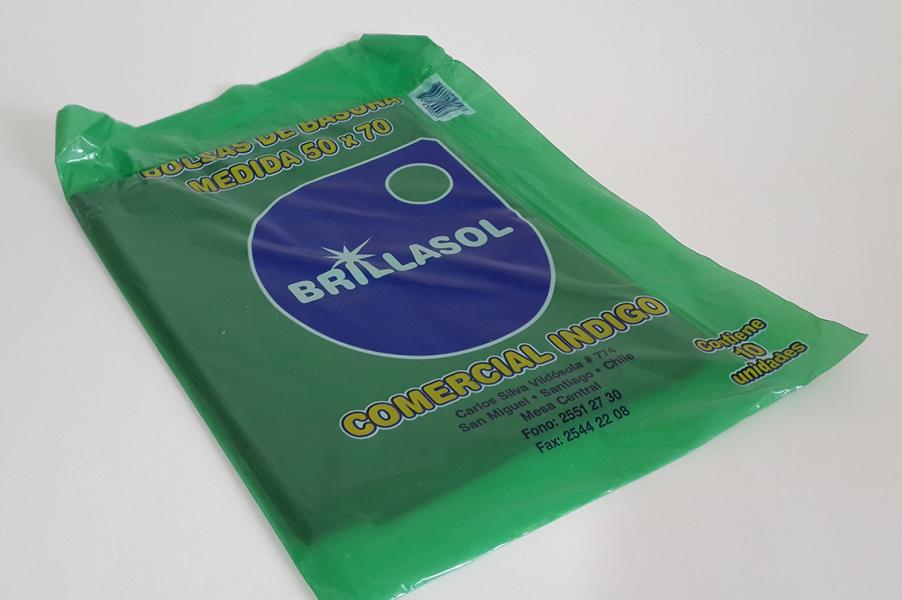 BOLSAS DE BASURA
MEDIDA 50 x 70
BRILLASOL
COMERCIAL INDIGO
Carlos Silva Vildósola # 774
San Miguel • Santiago • Chile
Mesa Central
Fono: 2551 27 30
Fax: 2544 22 08
Contiene
10
unidades